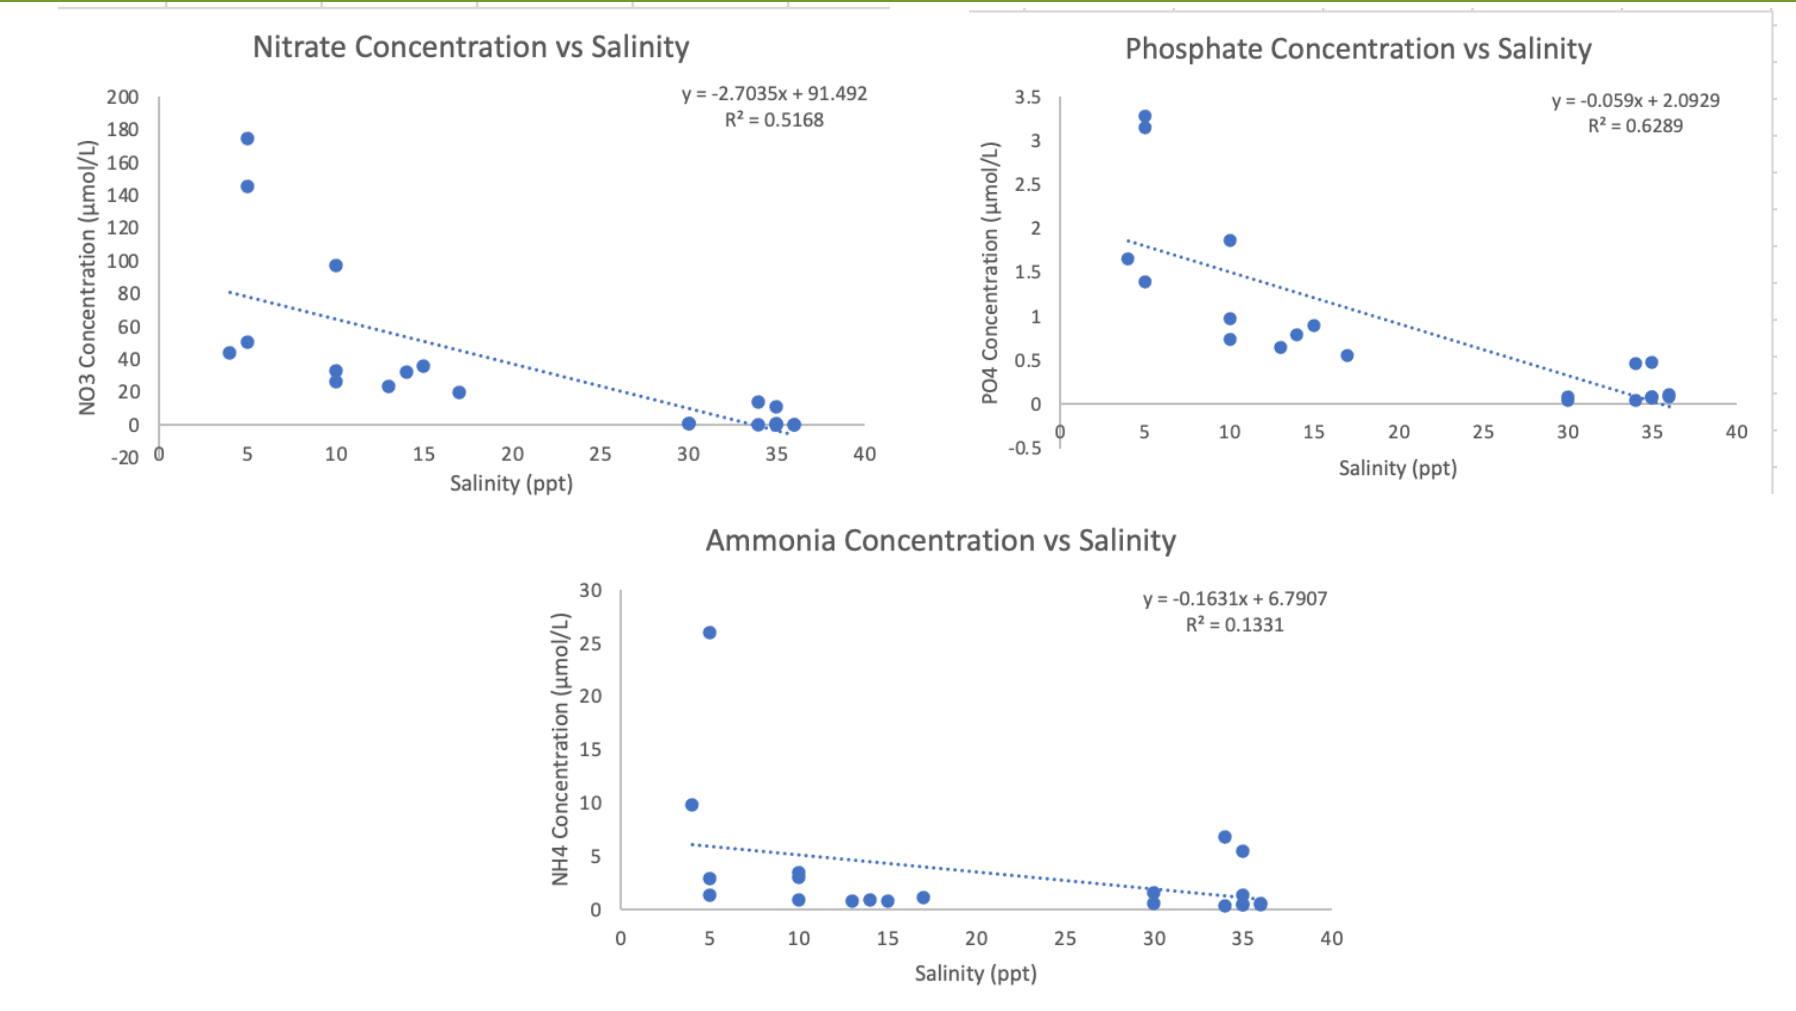 Nitrate Concentration vs Salinity
y = -2.7035x + 91.492
R² = 0.5168
NO3 Concentration (µmol/L)
200
180
160
140
120
100
80
60
40
20
0
-20
0 5 10 15 20 25 30 35 40
Salinity (ppt)
Phosphate Concentration vs Salinity
y = -0.059x + 2.0929
R² = 0.6289
PO4 Concentration (µmol/L)
3.5
3
2.5
2
1.5
1
0.5
0
-0.5
0 5 10 15 20 25 30 35 40
Salinity (ppt)
Ammonia Concentration vs Salinity
y = -0.1631x + 6.7907
R² = 0.1331
NH4 Concentration (µmol/L)
30
25
20
15
10
5
0
0 5 10 15 20 25 30 35 40
Salinity (ppt)